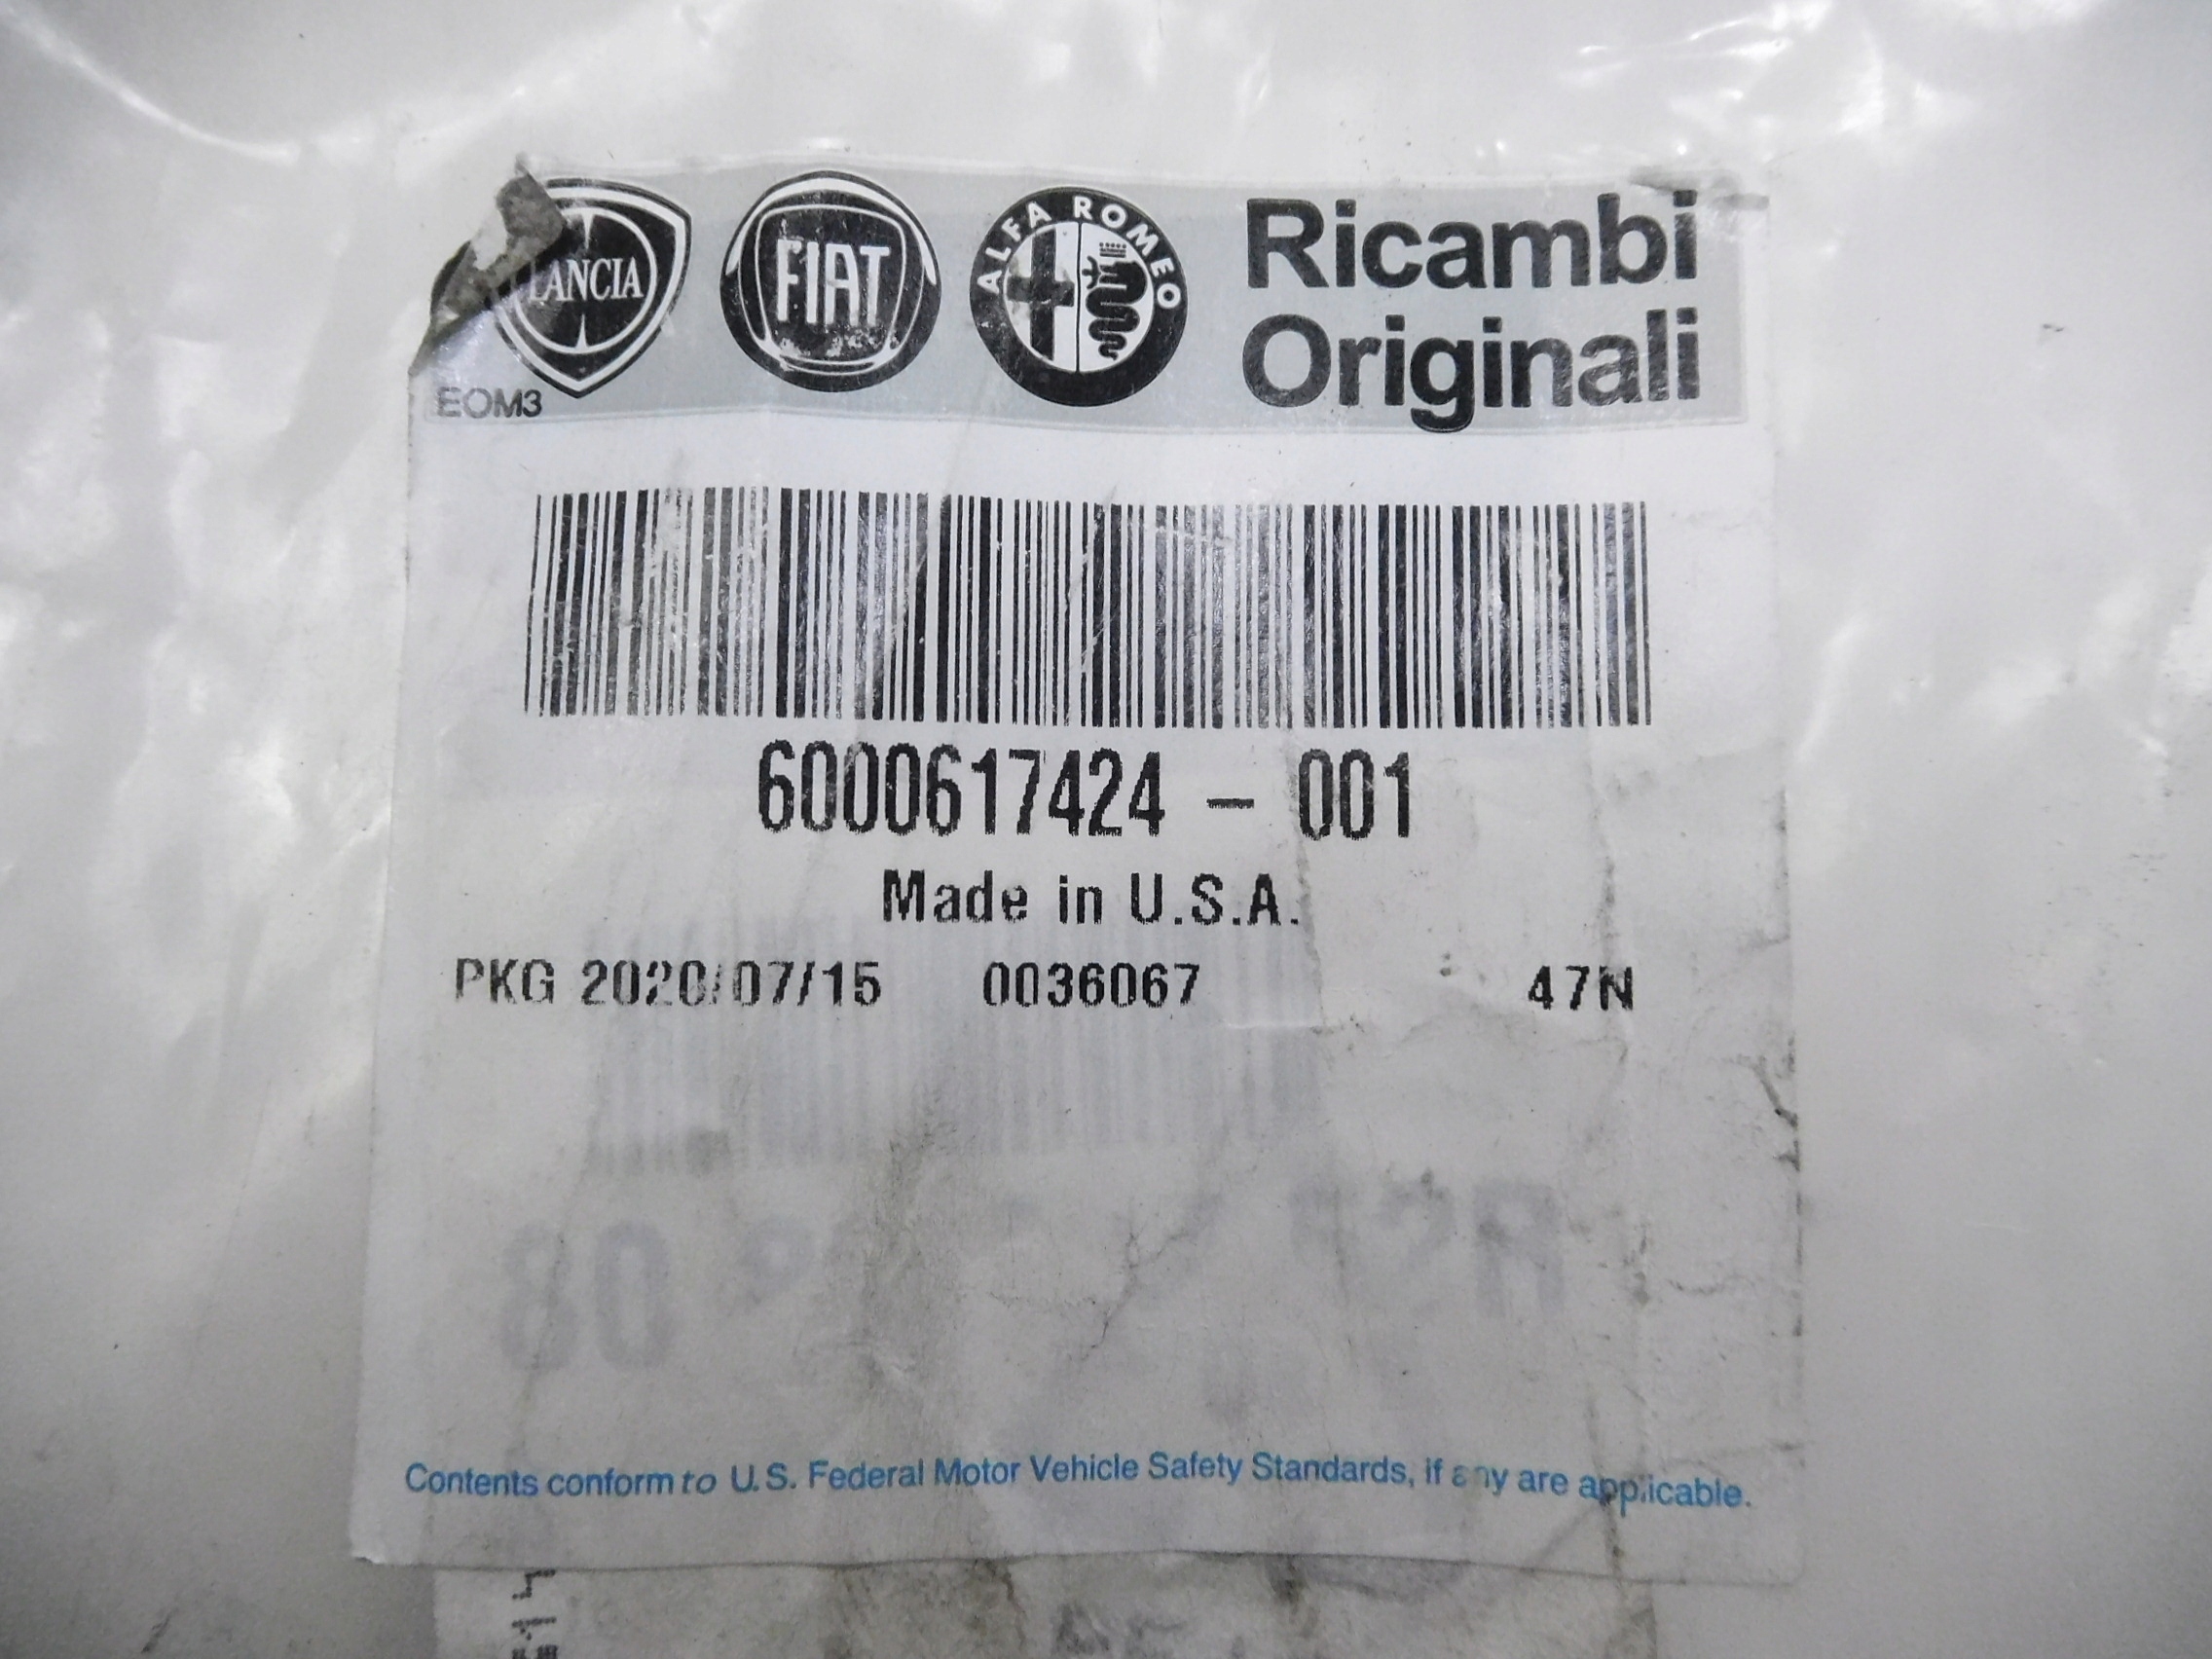 LANCIA
FIAT
ALFA ROMEO
Ricambi
Originali
EOM3
6000617424 - 001
Made in U.S.A.
PKG 2020/07/15 0036067 47N
Contents conform to U.S. Federal Motor Vehicle Safety Standards, if any are applicable.